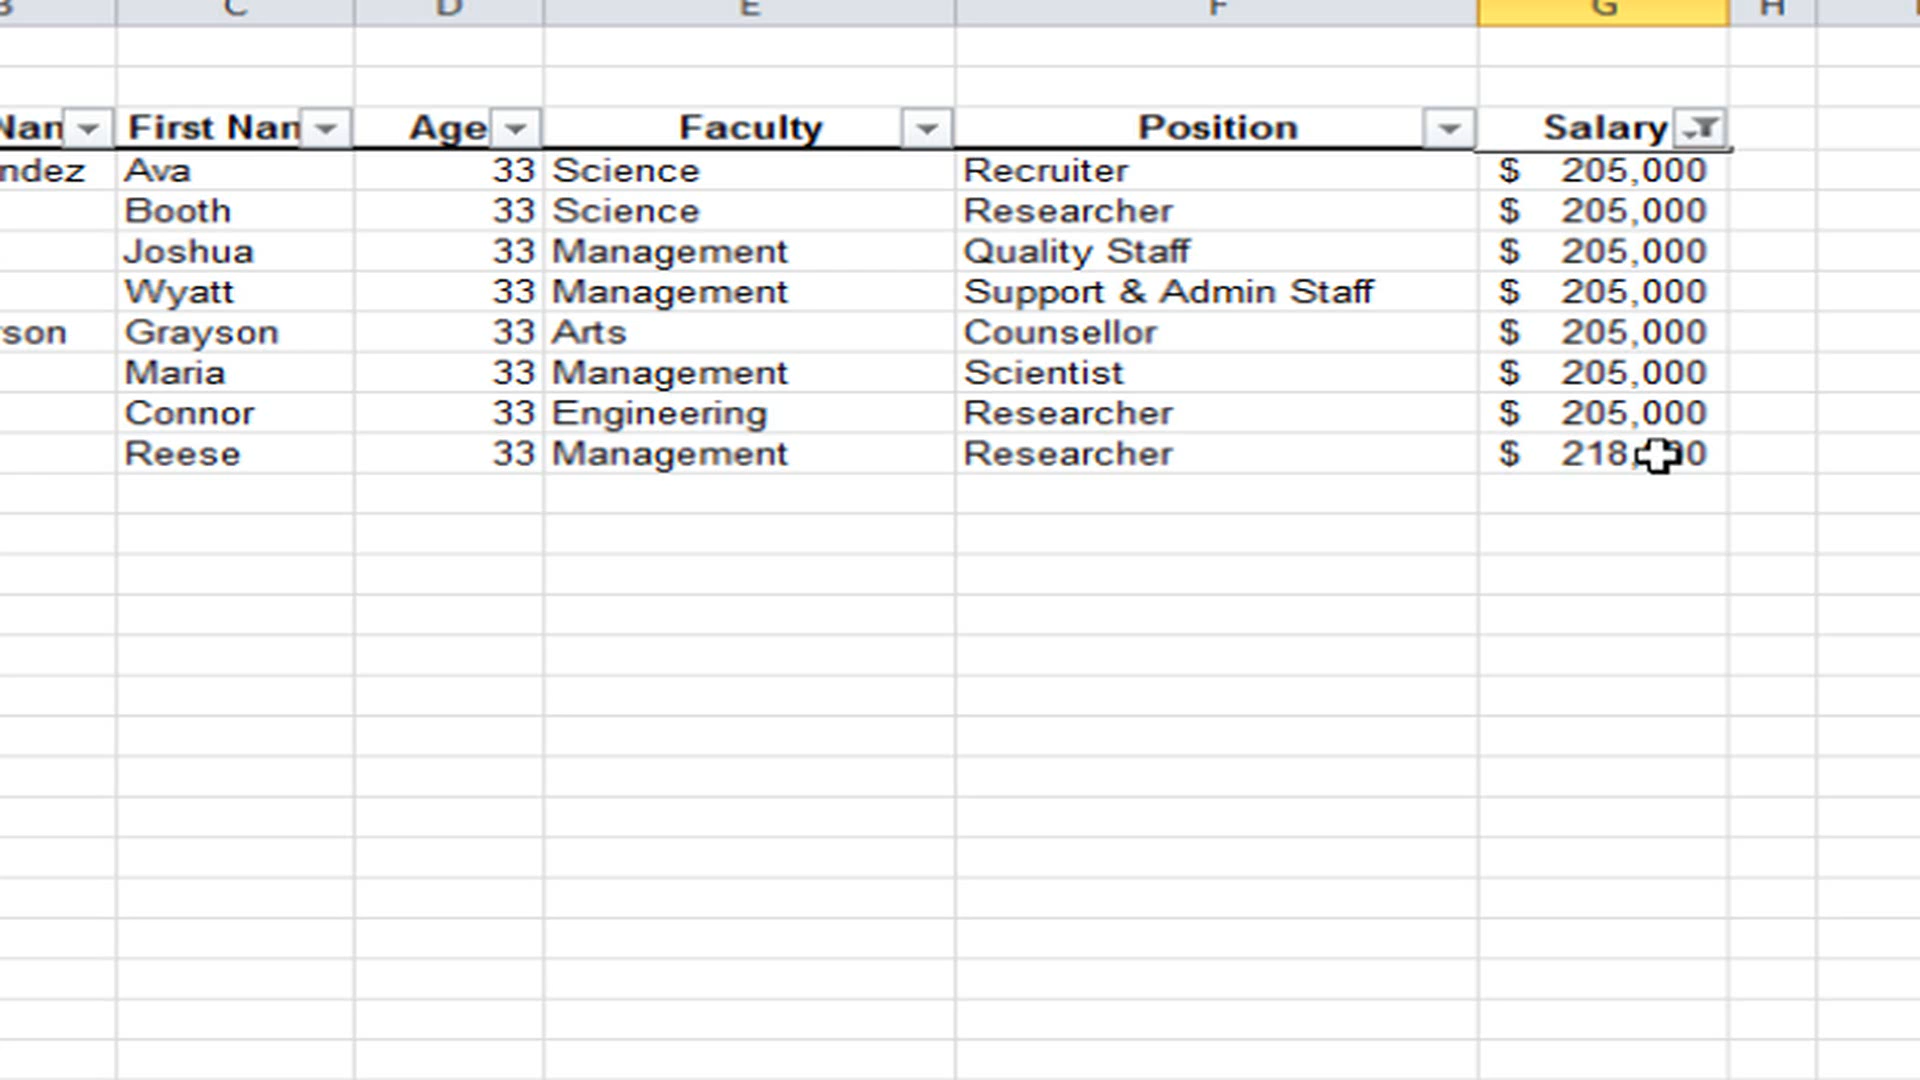 B C D E F G H
Nan First Nan Age Faculty Position Salary
ndez Ava 33 Science Recruiter $ 205,000
Booth 33 Science Researcher $ 205,000
Joshua 33 Management Quality Staff $ 205,000
Wyatt 33 Management Support & Admin Staff $ 205,000
rson Grayson 33 Arts Counsellor $ 205,000
Maria 33 Management Scientist $ 205,000
Connor 33 Engineering Researcher $ 205,000
Reese 33 Management Researcher $